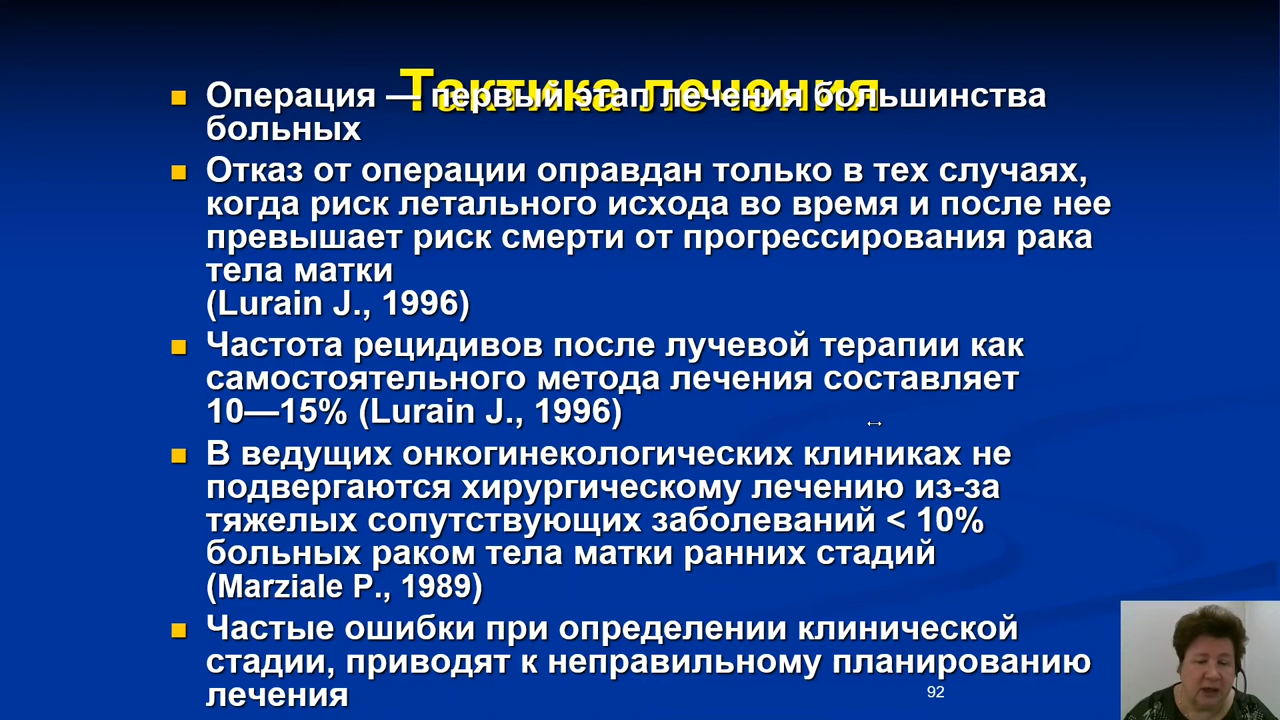 Тактика лечения
Операция — первый этап лечения большинства
больных
Отказ от операции оправдан только в тех случаях,
когда риск летального исхода во время и после нее
превышает риск смерти от прогрессирования рака
тела матки
(Lurain J., 1996)
Частота рецидивов после лучевой терапии как
самостоятельного метода лечения составляет
10—15% (Lurain J., 1996)
В ведущих онкогинекологических клиниках не
подвергаются хирургическому лечению из-за
тяжелых сопутствующих заболеваний < 10%
больных раком тела матки ранних стадий
(Marziale P., 1989)
Частые ошибки при определении клинической
стадии, приводят к неправильному планированию
лечения
92